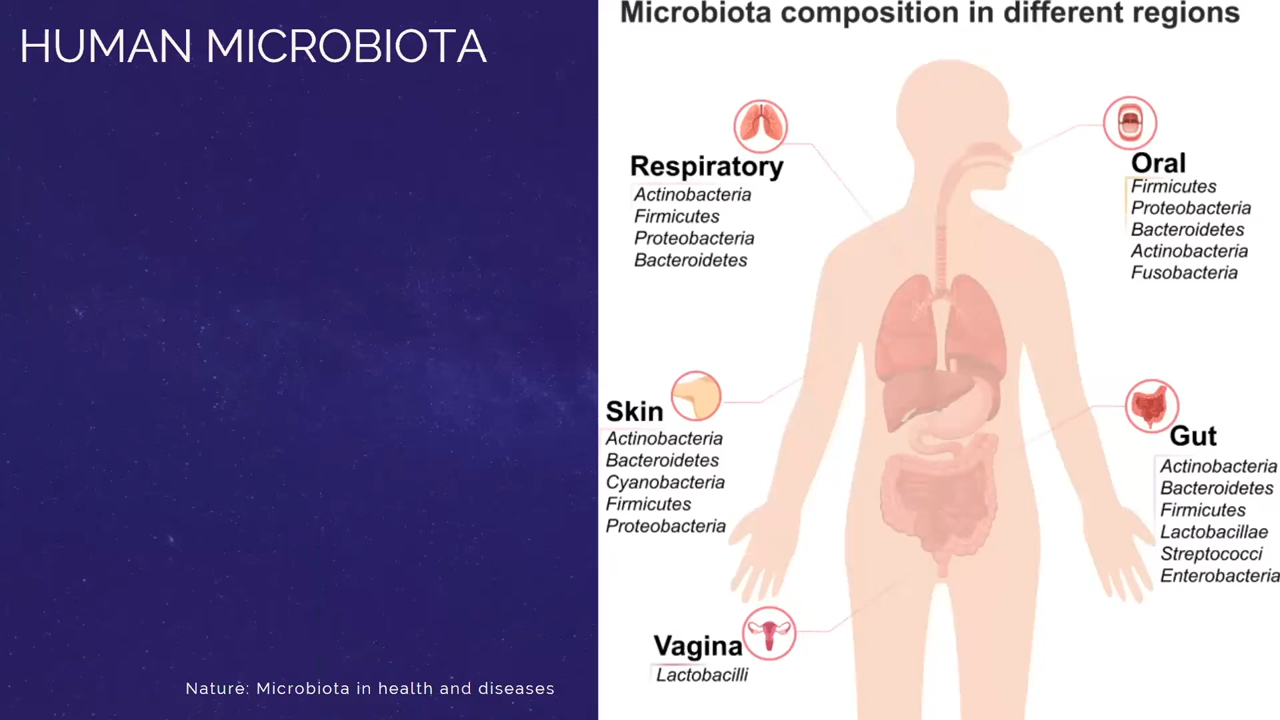 HUMAN MICROBIOTA
Nature: Microbiota in health and diseases
Microbiota composition in different regions
Respiratory
Actinobacteria
Firmicutes
Proteobacteria
Bacteroidetes
Oral
Firmicutes
Proteobacteria
Bacteroidetes
Actinobacteria
Fusobacteria
Skin
Actinobacteria
Bacteroidetes
Cyanobacteria
Firmicutes
Proteobacteria
Gut
Actinobacteria
Bacteroidetes
Firmicutes
Lactobacillae
Streptococci
Enterobacteria
Vagina
Lactobacilli